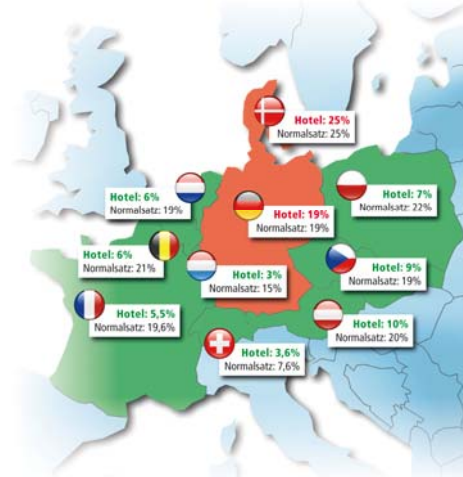 Hotel: 25%
Normalsatz: 25%
Hotel: 6%
Normalsatz: 19%
Hotel: 19%
Normalsatz: 19%
Hotel: 7%
Normalsatz: 22%
Hotel: 6%
Normalsatz: 21%
Hotel: 3%
Normalsatz: 15%
Hotel: 9%
Normalsatz: 19%
Hotel: 5,5%
Normalsatz: 19,6%
Hotel: 10%
Normalsatz: 20%
Hotel: 3,6%
Normalsatz: 7,6%